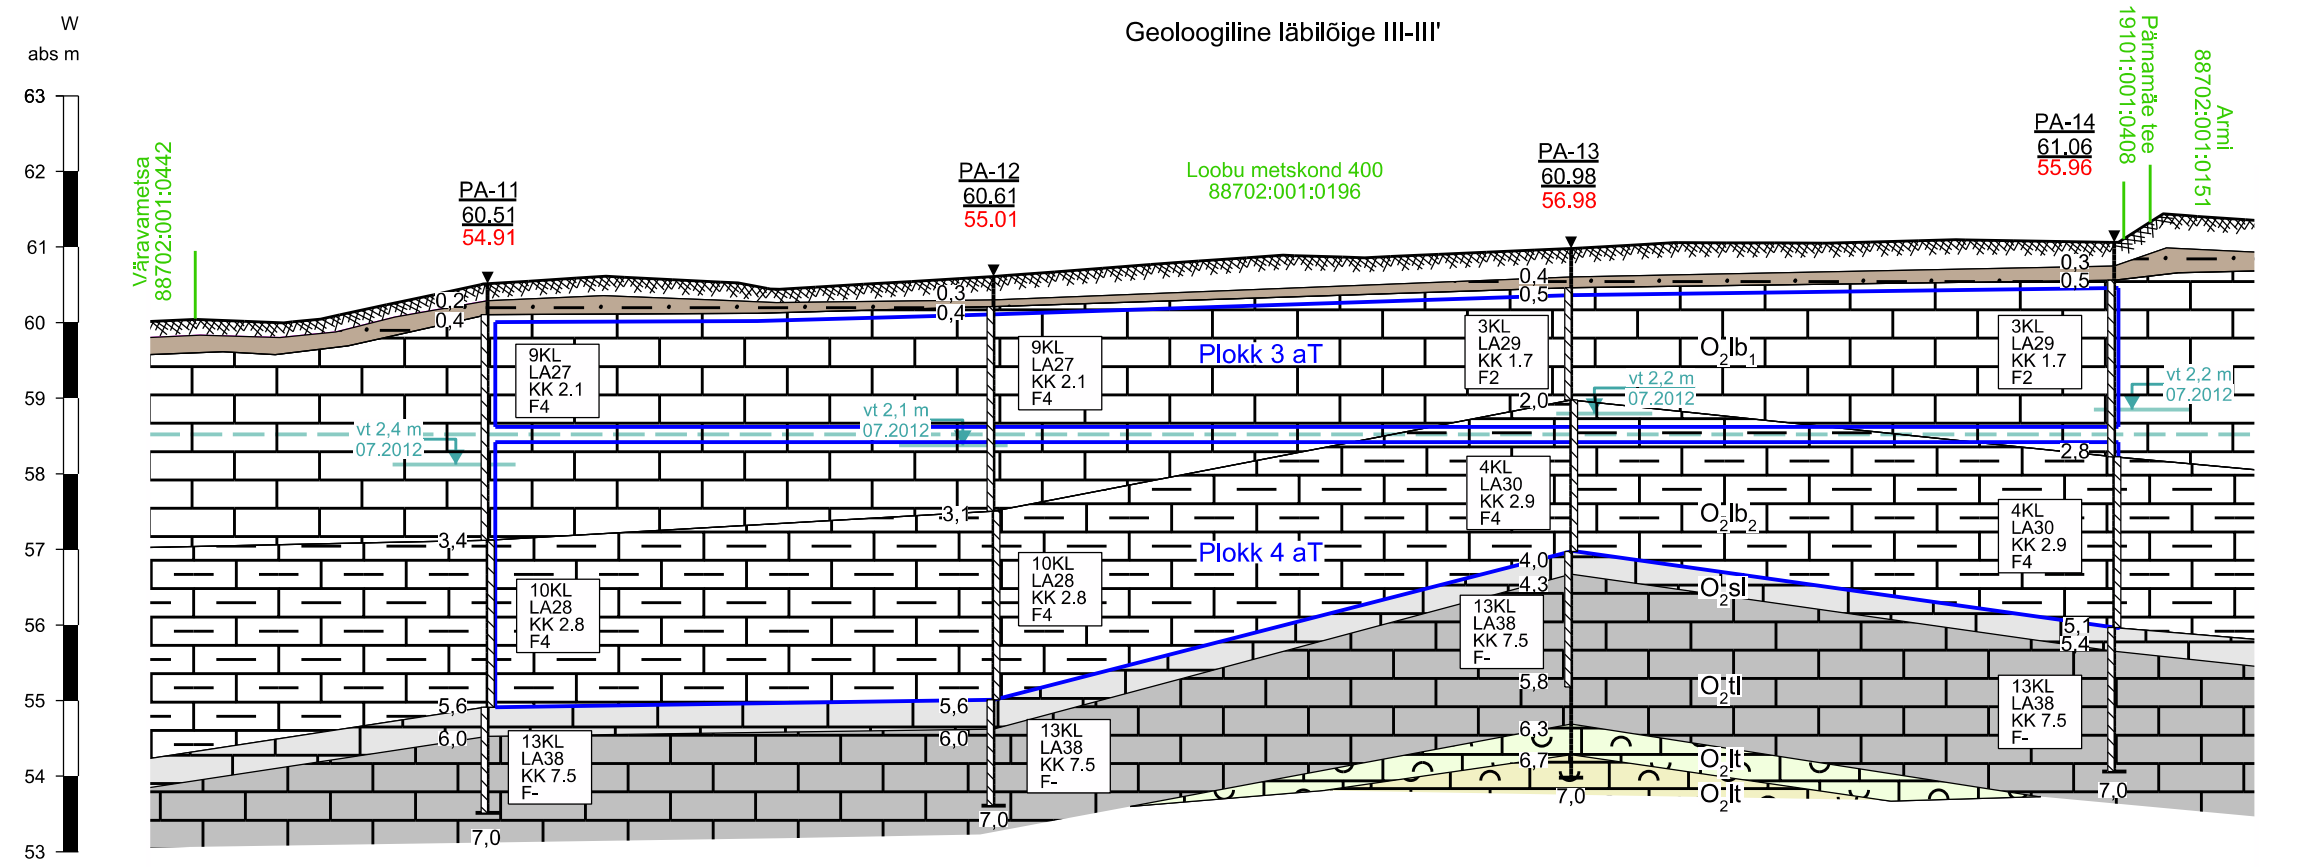 W
abs m
Geoloogiline läbilõige III-III'
63
62
61
60
59
58
57
56
55
54
53
Väravametsa
88702:001:0442
PA-11
60.51
54.91
PA-12
60.61
55.01
Loobu metskond 400
88702:001:0196
PA-13
60.98
56.98
PA-14
61.06
55.96
19101:001:0408
Pärnamäe tee
88702:001:0151
Armi
0,2
0,4
3,4
5,6
6,0
7,0
9KL
LA27
KK 2.1
F4
vt 2,4 m
07.2012
10KL
LA28
KK 2.8
F4
13KL
LA38
KK 7.5
F-
0,3
0,4
3,1
5,6
6,0
7,0
9KL
LA27
KK 2.1
F4
vt 2,1 m
07.2012
10KL
LA28
KK 2.8
F4
13KL
LA38
KK 7.5
F-
Plokk 3 aT
Plokk 4 aT
0,4
0,5
2,0
4,0
4,3
5,8
6,3
6,7
7,0
3KL
LA29
KK 1.7
F2
vt 2,2 m
07.2012
4KL
LA30
KK 2.9
F4
13KL
LA38
KK 7.5
F-
O2lb1
O2lb2
O2sl
O2tl
O2lt
O2lt
0,3
0,5
2,8
5,1
5,4
7,0
3KL
LA29
KK 1.7
F2
vt 2,2 m
07.2012
4KL
LA30
KK 2.9
F4
13KL
LA38
KK 7.5
F-